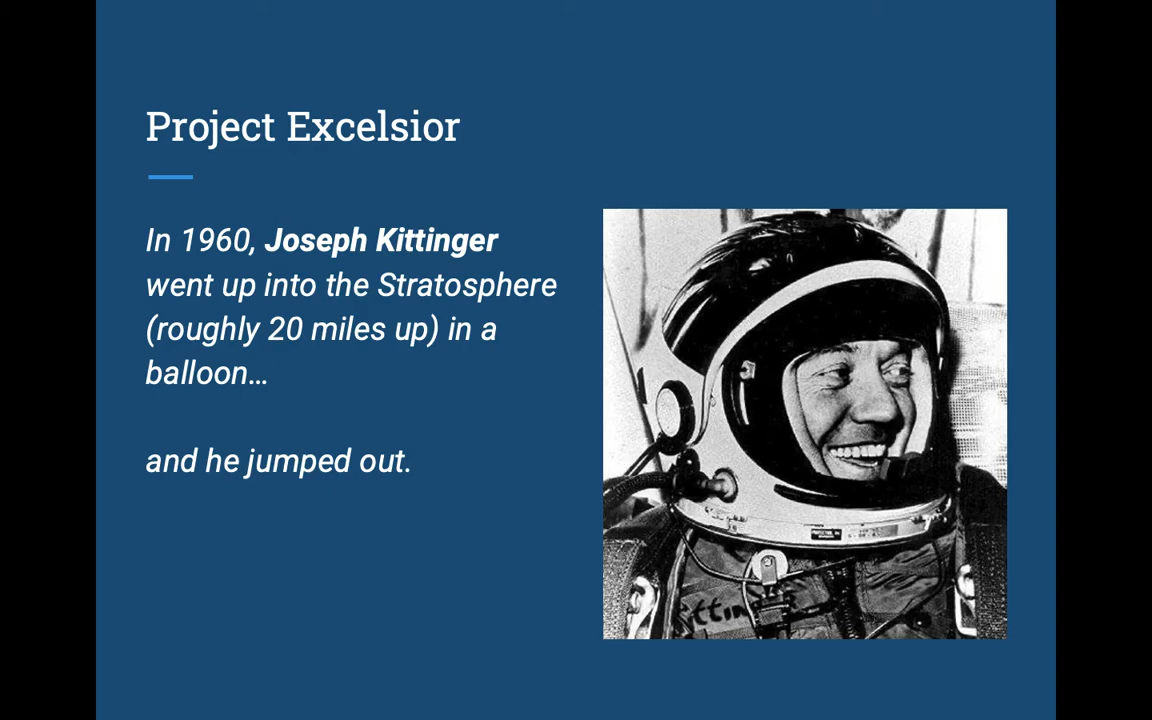 Project Excelsior
In 1960, Joseph Kittinger
went up into the Stratosphere
(roughly 20 miles up) in a
balloon…
and he jumped out.